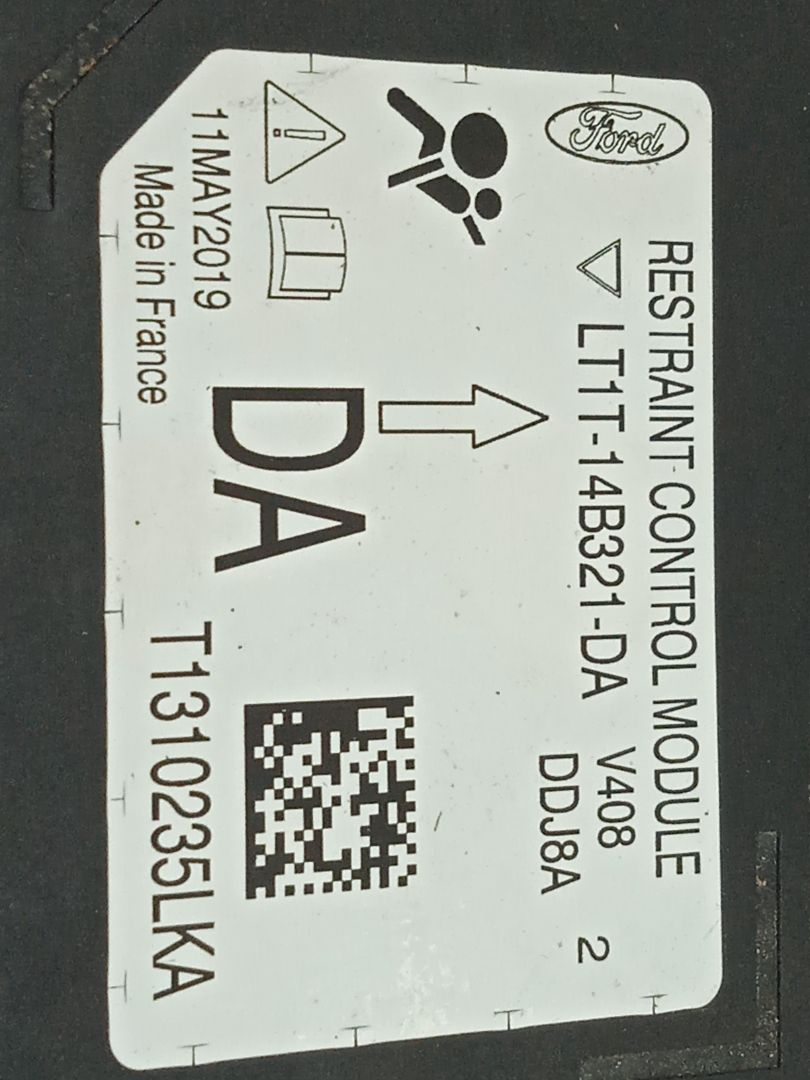 Ford
RESTRAINT CONTROL MODULE
LT1T-14B321-DA V408 2
DDJ8A
DA
11MAY2019
Made in France
T1310235LKA